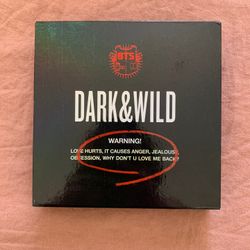 BTS
DARK&WILD
WARNING!
LOVE HURTS, IT CAUSES ANGER, JEALOUSY,
OBSESSION, WHY DON'T U LOVE ME BACK?